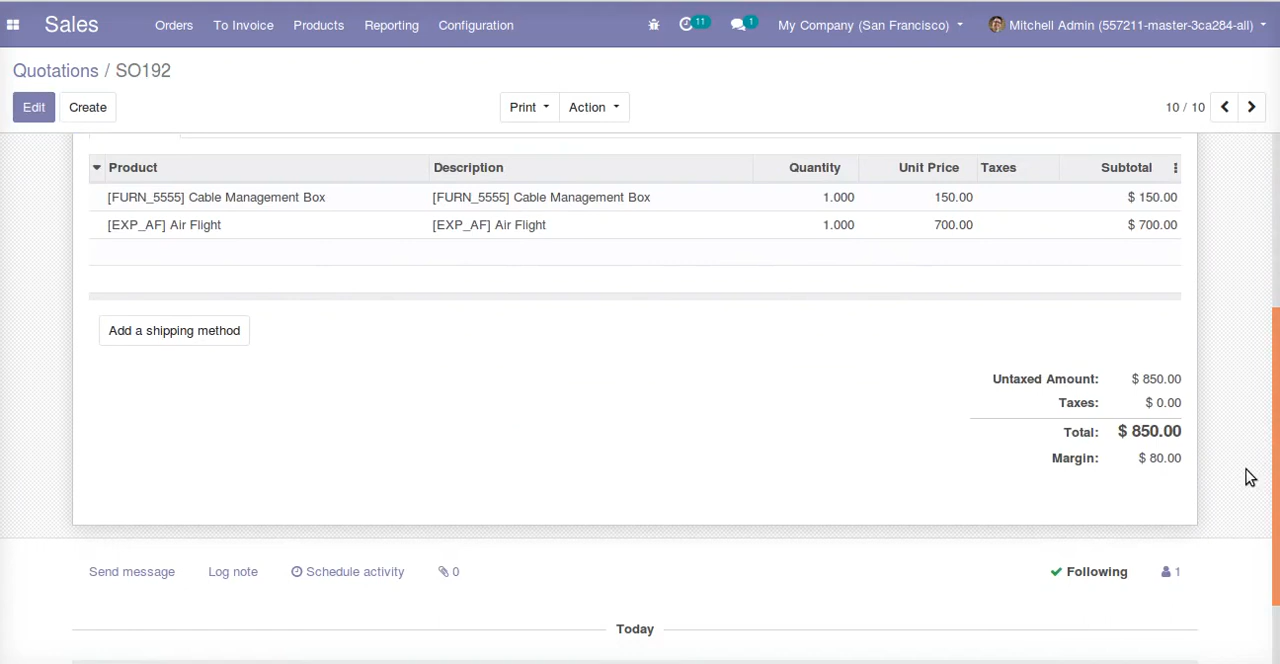 Sales Orders To Invoice Products Reporting Configuration 11 1 My Company (San Francisco) Mitchell Admin (557211-master-3ca284-all)
Quotations / SO192
Edit Create Print Action 10 / 10
Product Description Quantity Unit Price Taxes Subtotal
[FURN_5555] Cable Management Box [FURN_5555] Cable Management Box 1.000 150.00 $ 150.00
[EXP_AF] Air Flight [EXP_AF] Air Flight 1.000 700.00 $ 700.00
Add a shipping method
Untaxed Amount: $ 850.00
Taxes: $ 0.00
Total: $ 850.00
Margin: $ 80.00
Send message Log note Schedule activity 0 Following 1
Today